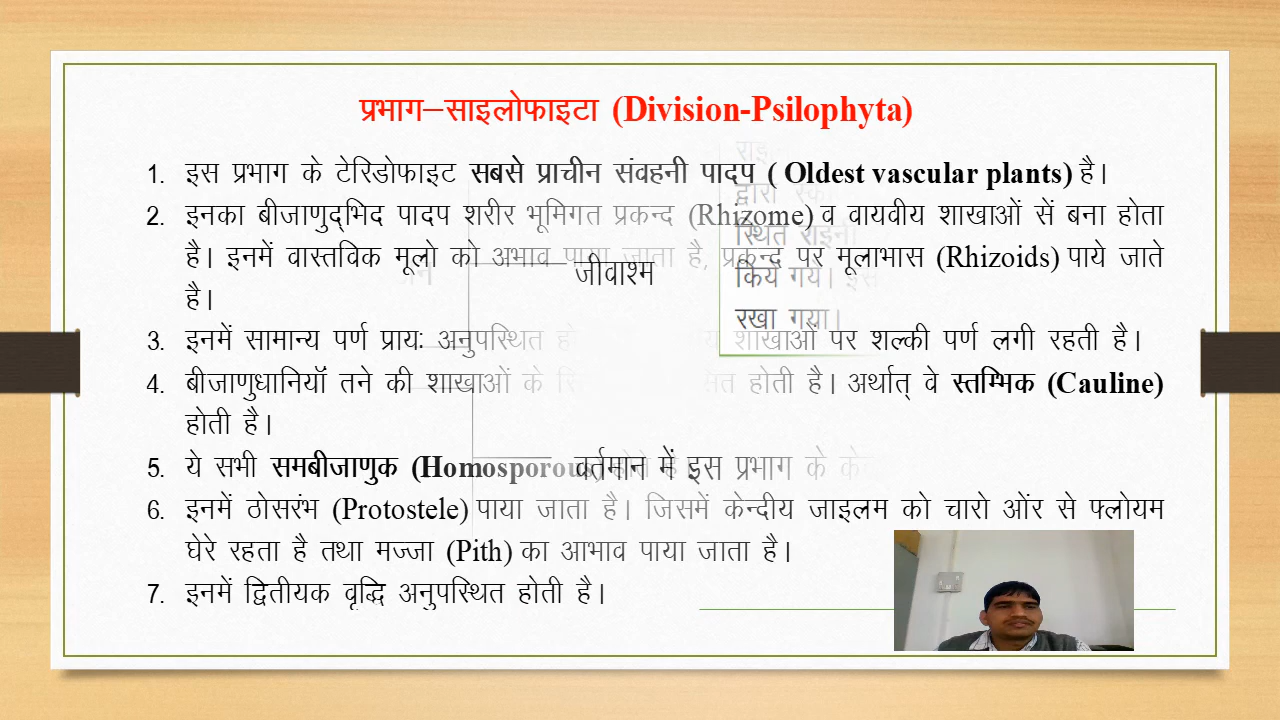 प्रभाग–साइलोफाइटा (Division-Psilophyta)
1. इस प्रभाग के टेरिडोफाइट सबसे प्राचीन संवहनी पादप ( Oldest vascular plants) है।
2. इनका बीजाणुद्भिद पादप शरीर भूमिगत प्रकन्द (Rhizome) व वायवीय शाखाओं सें बना होता
है। इनमें वास्तविक मूलो को अभाव पाया जाता है, प्रकन्द पर मूलाभास (Rhizoids) पाये जाते
है।
3. इनमें सामान्य पर्ण प्रायः अनुपस्थित शाखाओं पर शल्की पर्ण लगी रहती है।
4. बीजाणुधानियॉ तने की शाखाओं के होती है। अर्थात् वे स्तम्भिक (Cauline)
होती है।
5. ये सभी समबीजाणुक (Homosporous) होते है।
6. इनमें ठोसरंभ (Protostele) पाया जाता है। जिसमें केन्दीय जाइलम को चारो ओंर से फ्लोयम
घेरे रहता है तथा मज्जा (Pith) का आभाव पाया जाता है।
7. इनमें द्वितीयक वृद्धि अनुपस्थित होती है।
द्वारा
स्थित राइनी
किये गये। इस
रखा गया।
जीवाश्म
वर्तमान में इस प्रभाग के